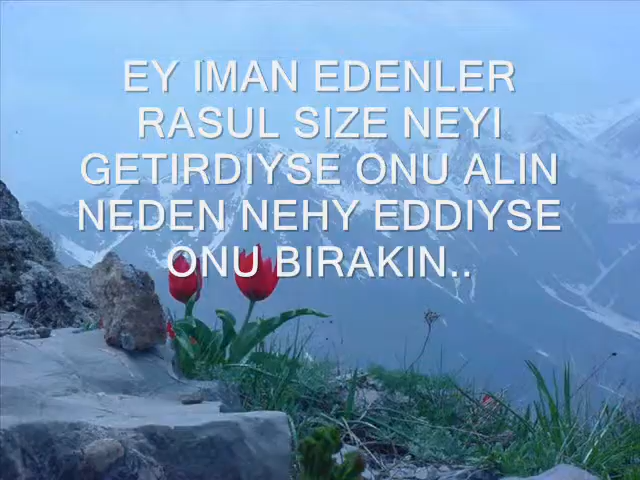 EY IMAN EDENLER
RASUL SIZE NEYI
GETIRDIYSE ONU ALIN
NEDEN NEHY EDDIYSE
ONU BIRAKIN..